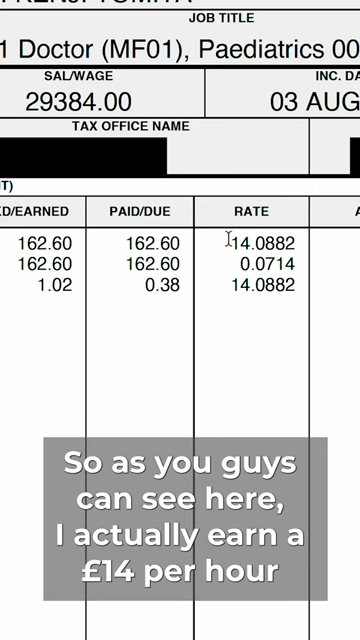 JOB TITLE
1 Doctor (MF01), Paediatrics 00
SAL/WAGE
INC. DA
29384.00
03 AUG
TAX OFFICE NAME
T)
D/EARNED
PAID/DUE
RATE
162.60
162.60
14.0882
162.60
162.60
0.0714
1.02
0.38
14.0882
So as you guys
can see here,
I actually earn a
£14 per hour